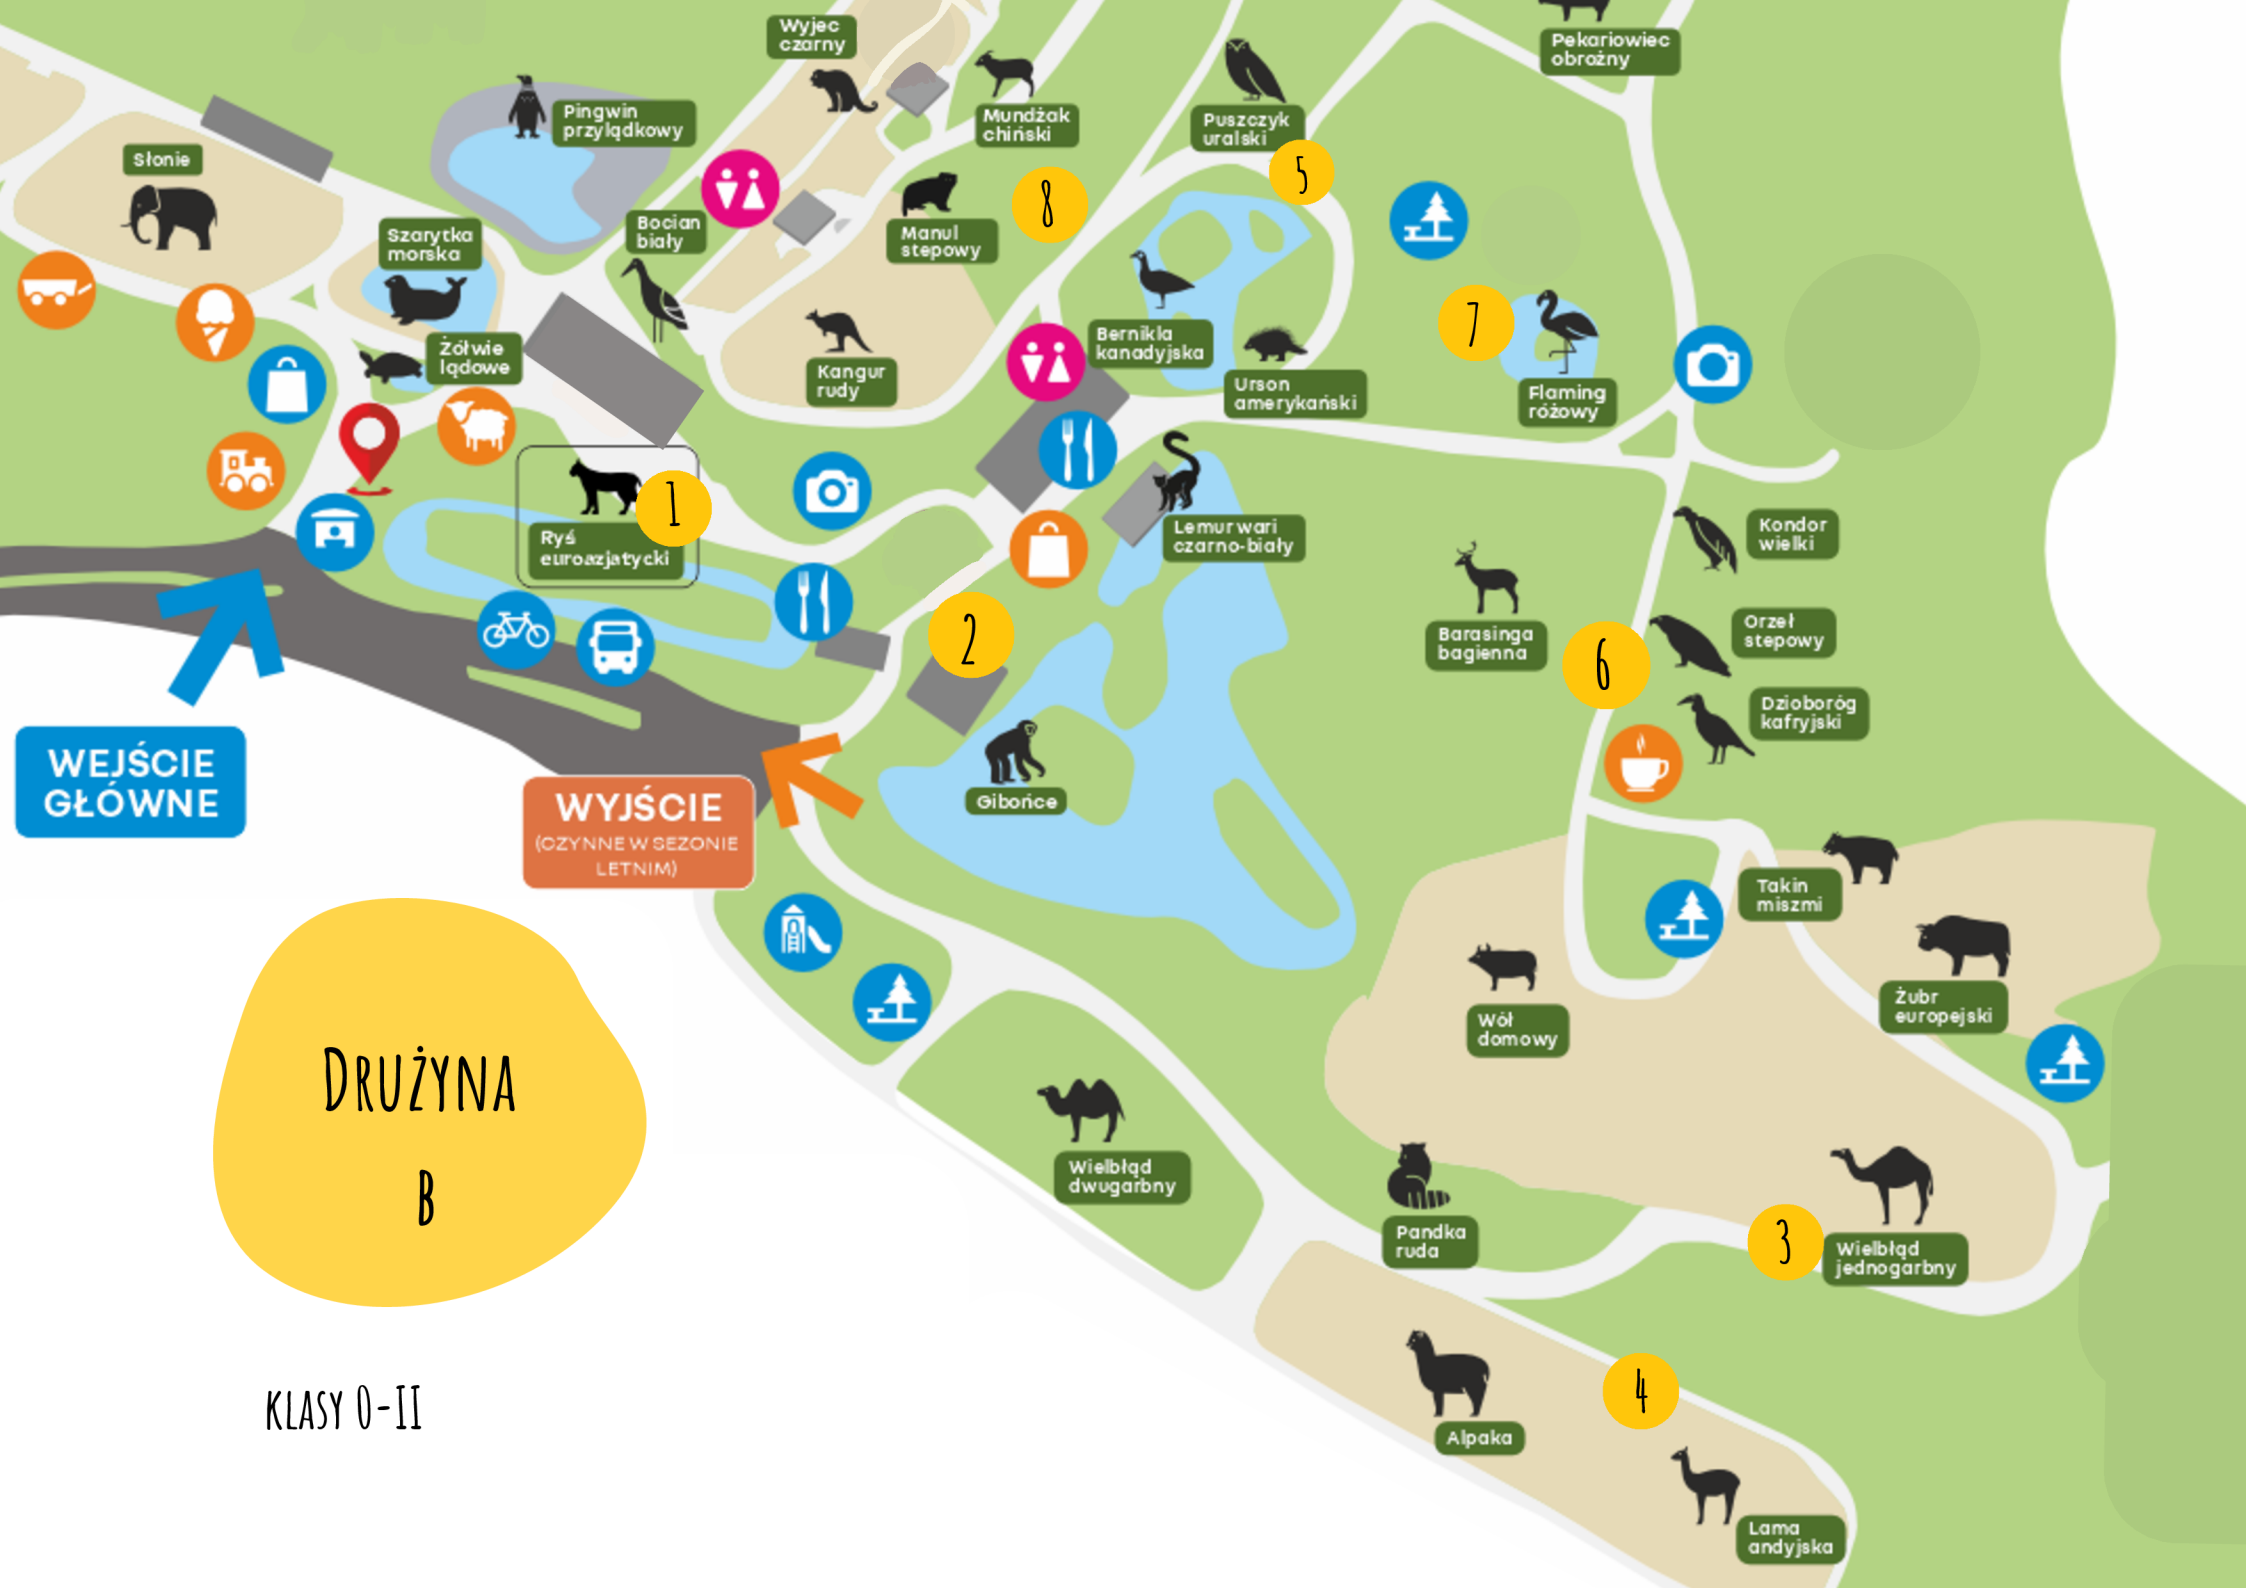 Wyjec
czarny
Pekariowiec
obrożny
Pingwin
przylądkowy
Mundżak
chiński
Puszczyk
uralski
5
Słonie
8
Bocian
biały
Manul
stepowy
Szarytka
morska
7
Bernikla
kanadyjska
Żółwie
lądowe
Kangur
rudy
Urson
amerykański
Flaming
różowy
1
Ryś
euroazjatycki
Lemur wari
czarno-biały
Kondor
wielki
2
Barasinga
bagienna
6
Orzeł
stepowy
Dzioboróg
kafryjski
WEJŚCIE
GŁÓWNE
WYJŚCIE
(CZYNNE W SEZONIE
LETNIM)
Gibońce
Takin
miszmi
Wół
domowy
Żubr
europejski
Drużyna
B
Wielbłąd
dwugarbny
Pandka
ruda
3
Wielbłąd
jednogarbny
klasy 0-II
4
Alpaka
Lama
andyjska